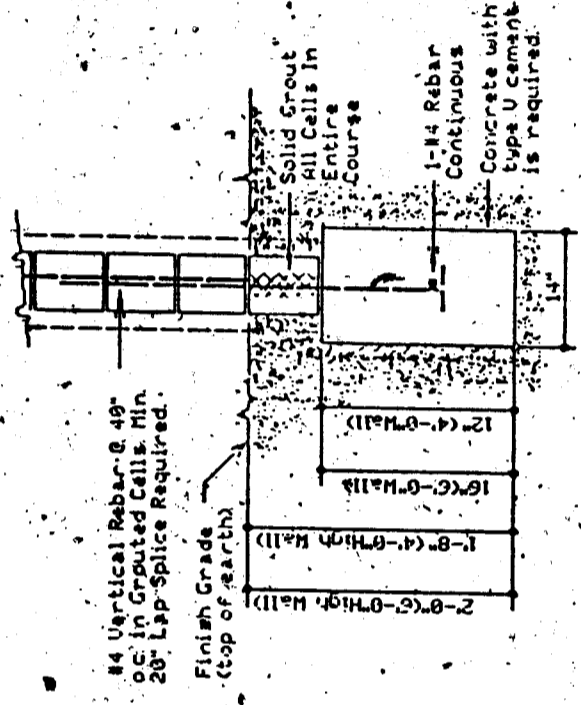 #4 Vertical Rebar @ 40"
o.c. in Grouted Cells. Min.
20" Lap Splice Required.
Finish Grade
(top of earth)
Solid Grout
All Cells In
Entire
Course
1-#4 Rebar
Continuous
Concrete with
type V cement
is required.
12" (4'-0" Wall)
16" (6'-0" Wall)
1'-8" (4'-0" High Wall)
2'-0" (6'-0" High Wall)
14"